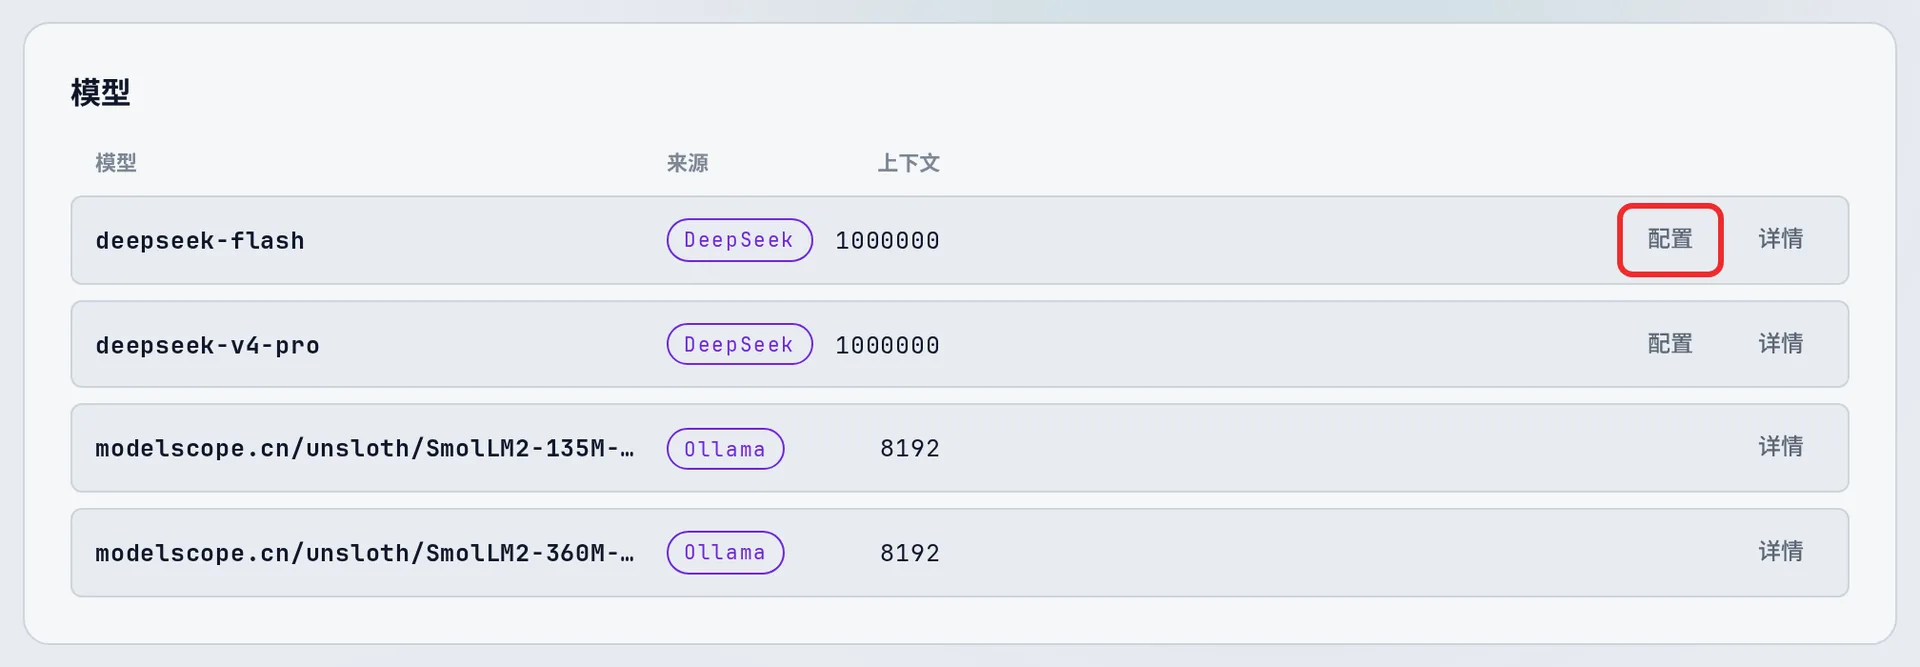 模型
模型 来源 上下文
deepseek-flash DeepSeek 1000000 配置 详情
deepseek-v4-pro DeepSeek 1000000 配置 详情
modelscope.cn/unsloth/SmolLM2-135M-… Ollama 8192 详情
modelscope.cn/unsloth/SmolLM2-360M-… Ollama 8192 详情